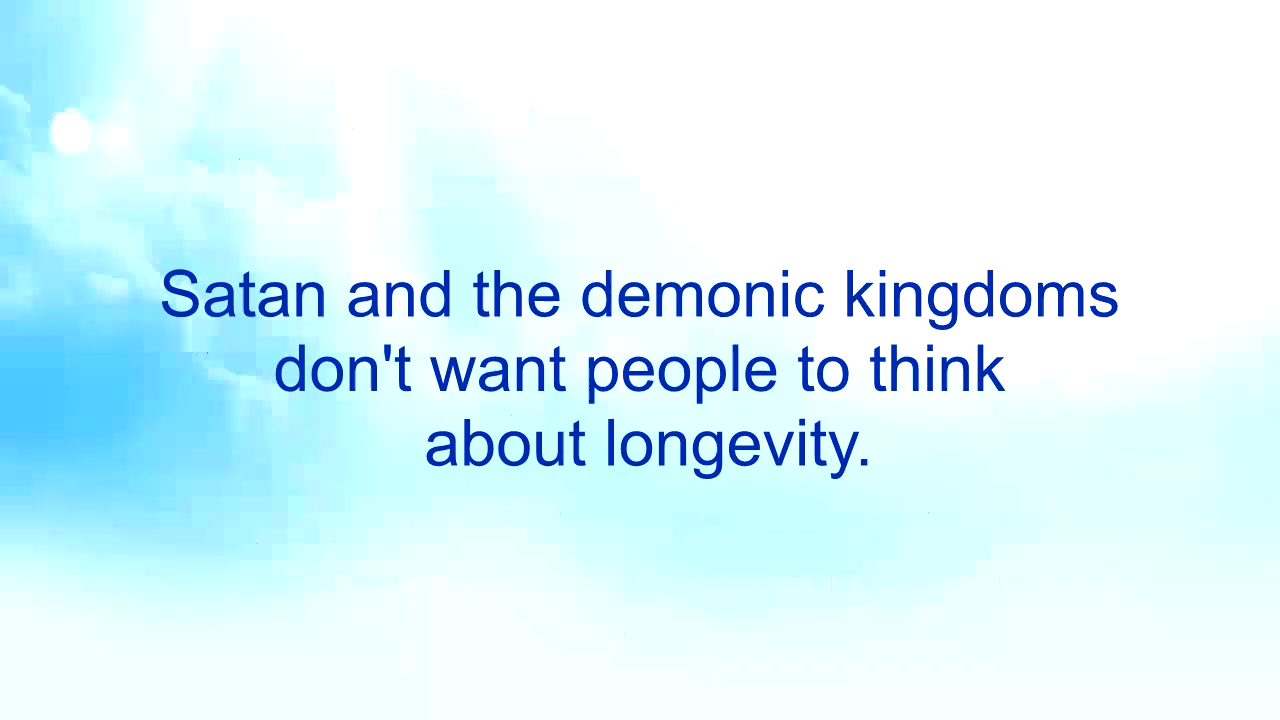 Satan and the demonic kingdoms
don't want people to think
about longevity.